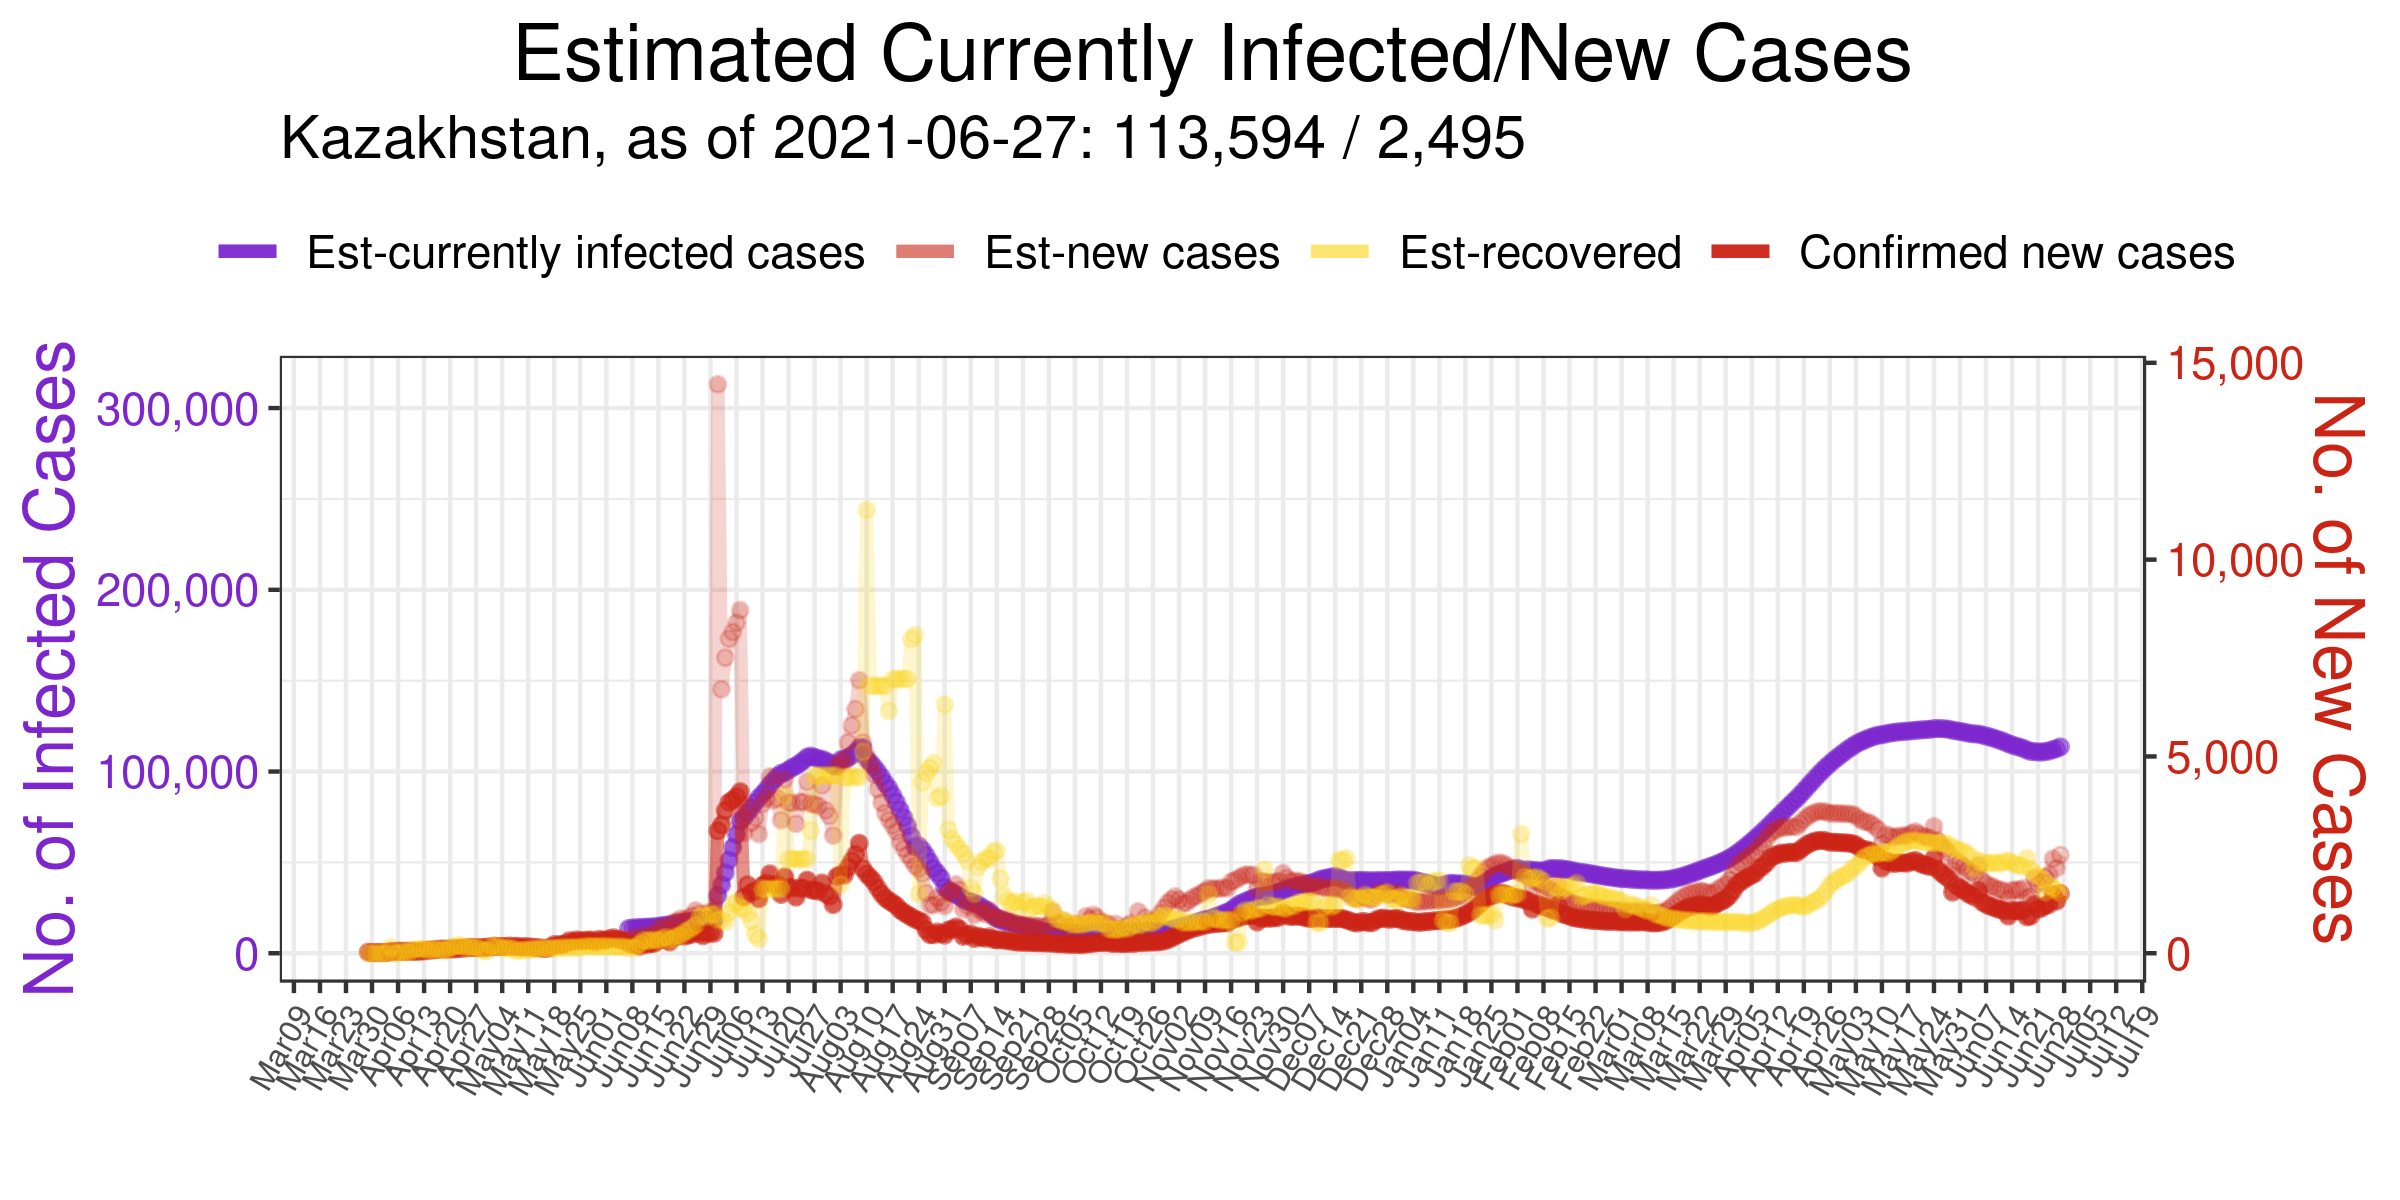 Estimated Currently Infected/New Cases
Kazakhstan, as of 2021-06-27: 113,594 / 2,495
Est-currently infected cases
Est-new cases
Est-recovered
Confirmed new cases
No. of Infected Cases
300,000
200,000
100,000
0
15,000
10,000
5,000
0
No. of New Cases
Mar09
Mar16
Mar23
Mar30
Apr06
Apr13
Apr20
Apr27
May04
May11
May18
May25
Jun01
Jun08
Jun15
Jun22
Jun29
Jul06
Jul13
Jul20
Jul27
Aug03
Aug10
Aug17
Aug24
Aug31
Sep07
Sep14
Sep21
Sep28
Oct05
Oct12
Oct19
Oct26
Nov02
Nov09
Nov16
Nov23
Nov30
Dec07
Dec14
Dec21
Dec28
Jan04
Jan11
Jan18
Jan25
Feb01
Feb08
Feb15
Feb22
Mar01
Mar08
Mar15
Mar22
Mar29
Apr05
Apr12
Apr19
Apr26
May03
May10
May17
May24
May31
Jun07
Jun14
Jun21
Jun28
Jul05
Jul12
Jul19